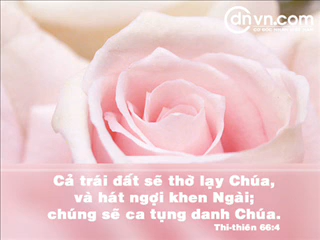 dnvn.com
Cả trái đất sẽ thờ lạy Chúa,
và hát ngợi khen Ngài;
chúng sẽ ca tụng danh Chúa.
Thi-thiên 66:4